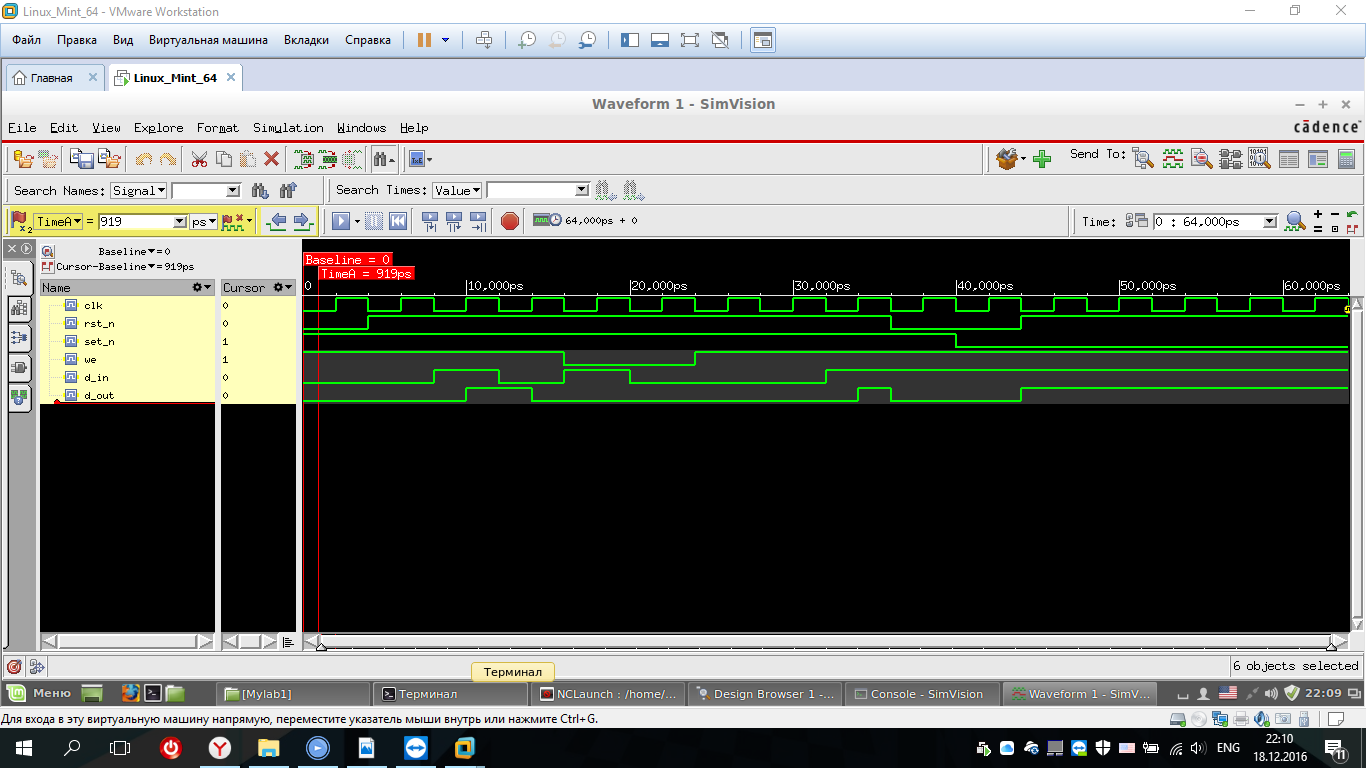 Linux_Mint_64 - VMware Workstation
Файл Правка Вид Виртуальная машина Вкладки Справка
Главная Linux_Mint_64
Waveform 1 - SimVision
File Edit View Explore Format Simulation Windows Help
cādence
Send To:
Search Names: Signal Search Times: Value
TimeA = 919 ps 64,000ps + 0 Time: 0 : 64,000ps
Baseline = 0
Cursor-Baseline = 919ps
Baseline = 0
TimeA = 919ps
Name Cursor 0 10,000ps 20,000ps 30,000ps 40,000ps 50,000ps 60,000ps
clk 0
rst_n 0
set_n 1
we 1
d_in 0
d_out 0
6 objects selected
Терминал
Меню [Mylab1] Терминал NCLaunch : /home/... Design Browser 1 -... Console - SimVision Waveform 1 - SimV... 22:09
Для входа в эту виртуальную машину напрямую, переместите указатель мыши внутрь или нажмите Ctrl+G.
ENG 22:10
18.12.2016 11